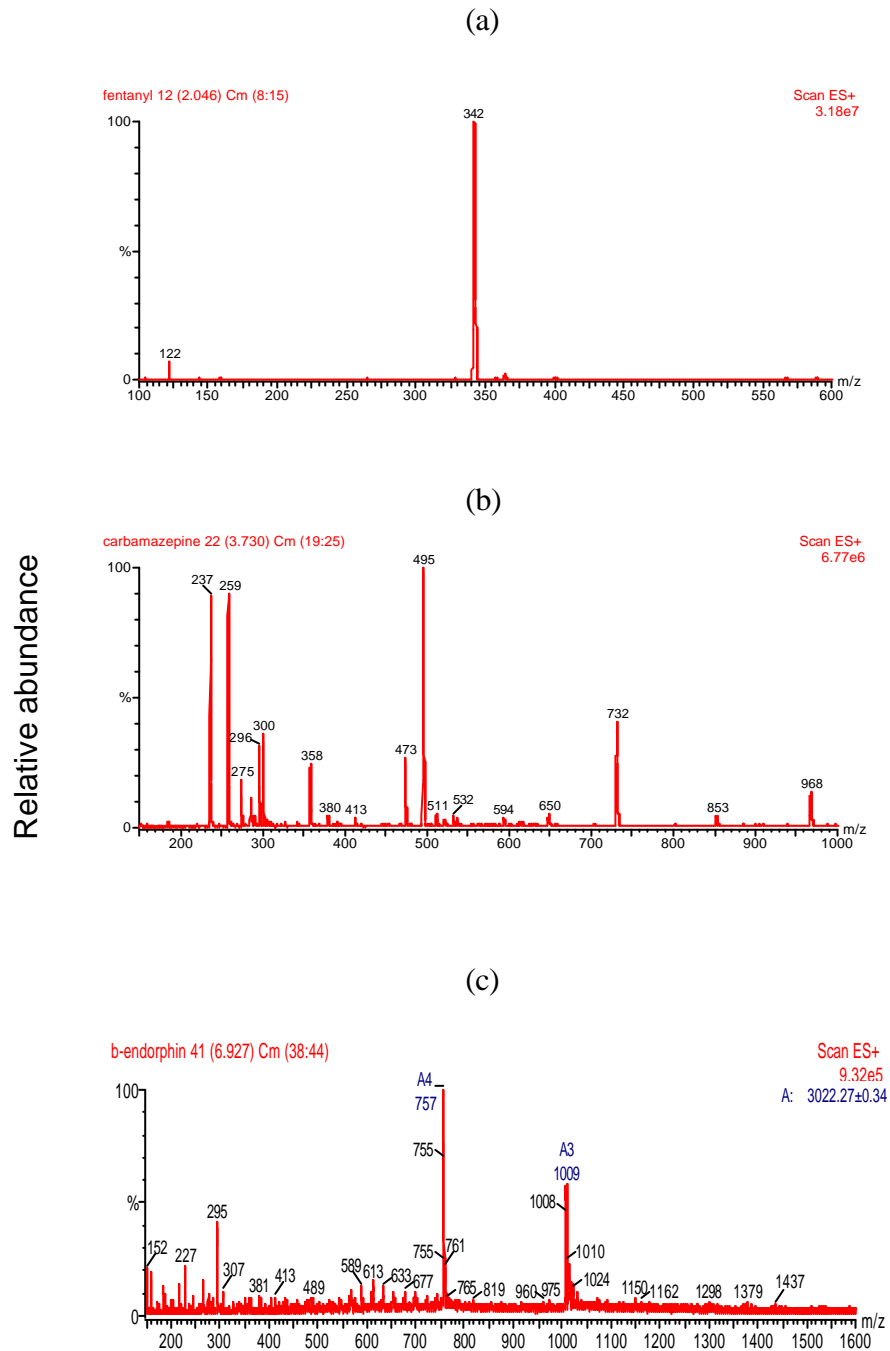 (a)
fentanyl 12 (2.046) Cm (8:15)
Scan ES+
3.18e7
342
100
%
122
0
m/z
100 150 200 250 300 350 400 450 500 550 600
(b)
Relative abundance
carbamazepine 22 (3.730) Cm (19:25)
Scan ES+
6.77e6
495
100
237 259
%
732
296 300
473
358
275
968
380 413 511 532 594 650 853
0
m/z
200 300 400 500 600 700 800 900 1000
(c)
b-endorphin 41 (6.927) Cm (38:44)
Scan ES+
9.32e5
A: 3022.27±0.34
A4
757
100
755
A3
1009
1008
%
295
755 761
1010
152 227
589 613 633
1024
307 381 413 489 677 765 819 960 975 1150 1162 1298 1379 1437
0
m/z
200 300 400 500 600 700 800 900 1000 1100 1200 1300 1400 1500 1600